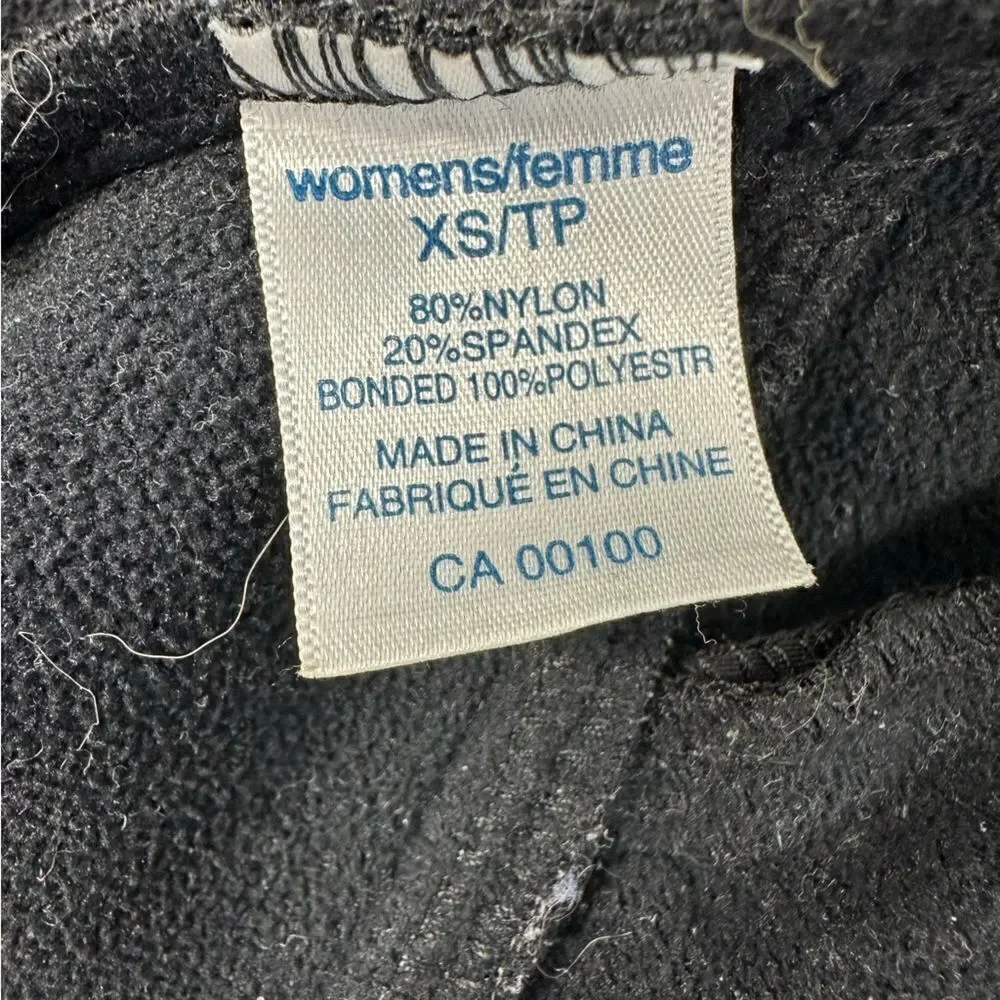 womens/femme
XS/TP
80%NYLON
20%SPANDEX
BONDED 100%POLYESTR
MADE IN CHINA
FABRIQUÉ EN CHINE
CA 00100